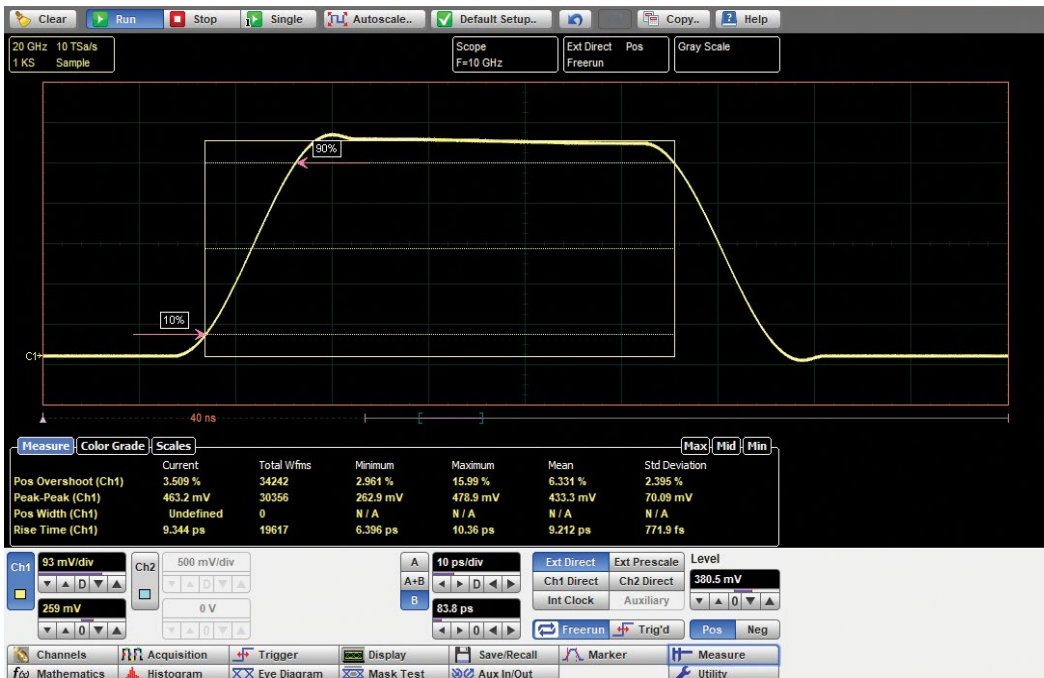 Clear Run Stop Single Autoscale.. Default Setup.. Copy.. Help
20 GHz 10 TSa/s
1 KS Sample
Scope
F=10 GHz
Ext Direct Pos
Freerun
Gray Scale
90%
10%
C1
40 ns
Measure Color Grade Scales Max Mid Min
Current Total Wfms Minimum Maximum Mean Std Deviation
Pos Overshoot (Ch1) 3.509 % 34242 2.961 % 15.99 % 6.331 % 2.395 %
Peak-Peak (Ch1) 463.2 mV 30356 262.9 mV 478.9 mV 433.3 mV 70.09 mV
Pos Width (Ch1) Undefined 0 N / A N / A N / A N / A
Rise Time (Ch1) 9.344 ps 19617 6.396 ps 10.36 ps 9.212 ps 771.9 fs
Ch1 93 mV/div Ch2 500 mV/div A 10 ps/div Ext Direct Ext Prescale Level
D D A+B D Ch1 Direct Ch2 Direct 380.5 mV
259 mV 0 V B 83.8 ps Int Clock Auxiliary 0
0 0 0 Freerun Trig'd Pos Neg
Channels Acquisition Trigger Display Save/Recall Marker Measure
f∞ Mathematics Histogram Eye Diagram Mask Test Aux In/Out Utility